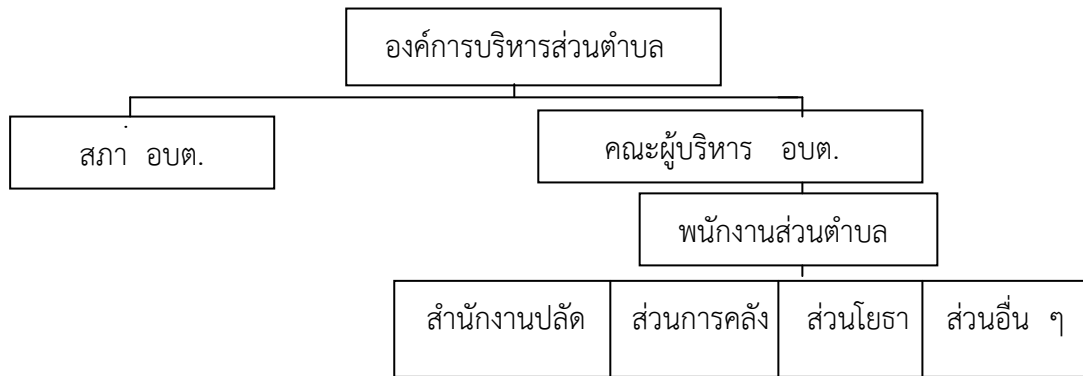 องค์การบริหารส่วนตำบล
สภา อบต.
คณะผู้บริหาร อบต.
พนักงานส่วนตำบล
สำนักงานปลัด ส่วนการคลัง ส่วนโยธา ส่วนอื่น ๆ